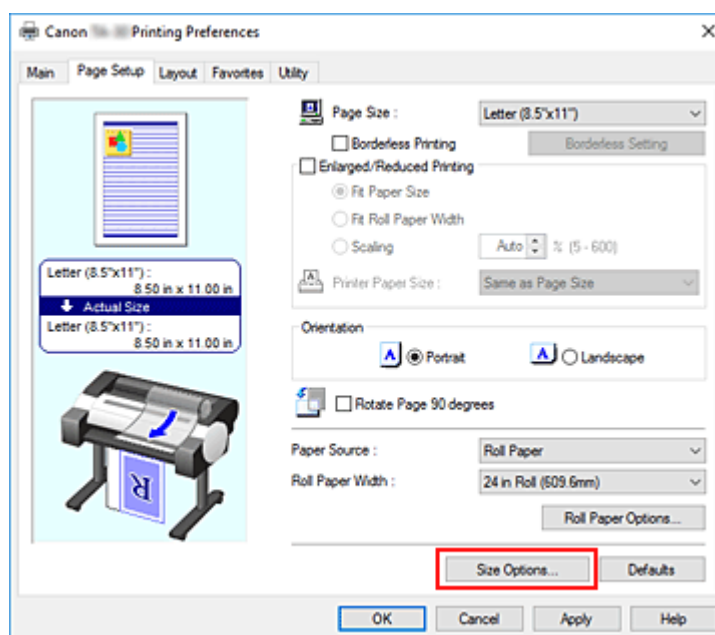 Canon Printing Preferences
Main Page Setup Layout Favorites Utility
Page Size : Letter (8.5"x11")
Borderless Printing Borderless Setting
Enlarged/Reduced Printing
Fit Paper Size
Fit Roll Paper Width
Scaling Auto % (5 - 600)
Printer Paper Size : Same as Page Size
Letter (8.5"x11") :
8.50 in x 11.00 in
Actual Size
Letter (8.5"x11") :
8.50 in x 11.00 in
Orientation
A Portrait A Landscape
Rotate Page 90 degrees
Paper Source : Roll Paper
Roll Paper Width : 24 in Roll (609.6mm)
R
Roll Paper Options...
Size Options... Defaults
OK Cancel Apply Help